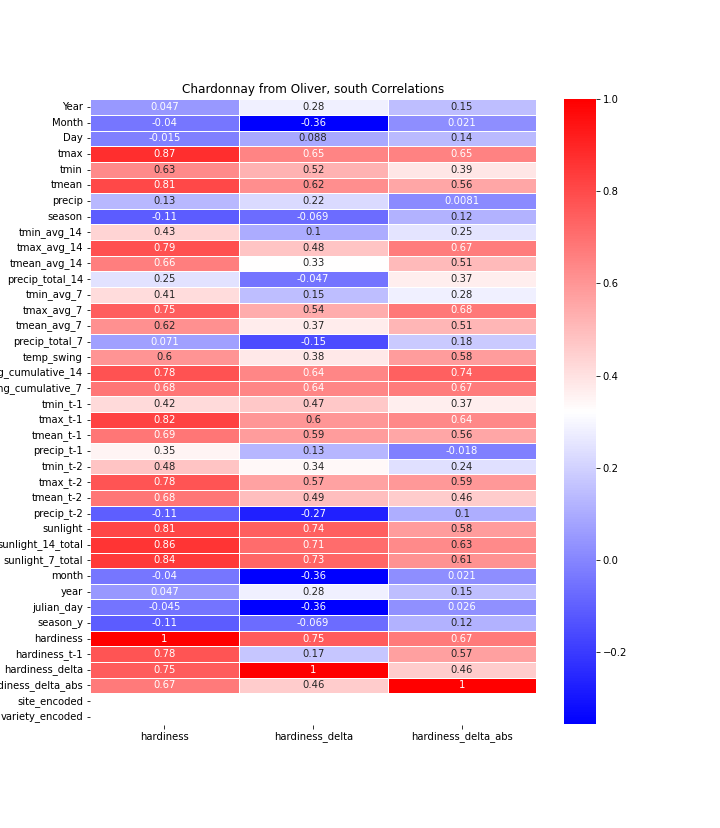 Chardonnay from Oliver, south Correlations
Year 0.047 0.28 0.15
Month -0.04 -0.36 0.021
Day -0.015 0.088 0.14
tmax 0.87 0.65 0.65
tmin 0.63 0.52 0.39
tmean 0.81 0.62 0.56
precip 0.13 0.22 0.0081
season -0.11 -0.069 0.12
tmin_avg_14 0.43 0.1 0.25
tmax_avg_14 0.79 0.48 0.67
tmean_avg_14 0.66 0.33 0.51
precip_total_14 0.25 -0.047 0.37
tmin_avg_7 0.41 0.15 0.28
tmax_avg_7 0.75 0.54 0.68
tmean_avg_7 0.62 0.37 0.51
precip_total_7 0.071 -0.15 0.18
temp_swing 0.6 0.38 0.58
g_cumulative_14 0.78 0.64 0.74
ng_cumulative_7 0.68 0.64 0.67
tmin_t-1 0.42 0.47 0.37
tmax_t-1 0.82 0.6 0.64
tmean_t-1 0.69 0.59 0.56
precip_t-1 0.35 0.13 -0.018
tmin_t-2 0.48 0.34 0.24
tmax_t-2 0.78 0.57 0.59
tmean_t-2 0.68 0.49 0.46
precip_t-2 -0.11 -0.27 0.1
sunlight 0.81 0.74 0.58
sunlight_14_total 0.86 0.71 0.63
sunlight_7_total 0.84 0.73 0.61
month -0.04 -0.36 0.021
year 0.047 0.28 0.15
julian_day -0.045 -0.36 0.026
season_y -0.11 -0.069 0.12
hardiness 1 0.75 0.67
hardiness_t-1 0.78 0.17 0.57
hardiness_delta 0.75 1 0.46
diness_delta_abs 0.67 0.46 1
site_encoded
variety_encoded
hardiness hardiness_delta hardiness_delta_abs
1.0
0.8
0.6
0.4
0.2
0.0
−0.2